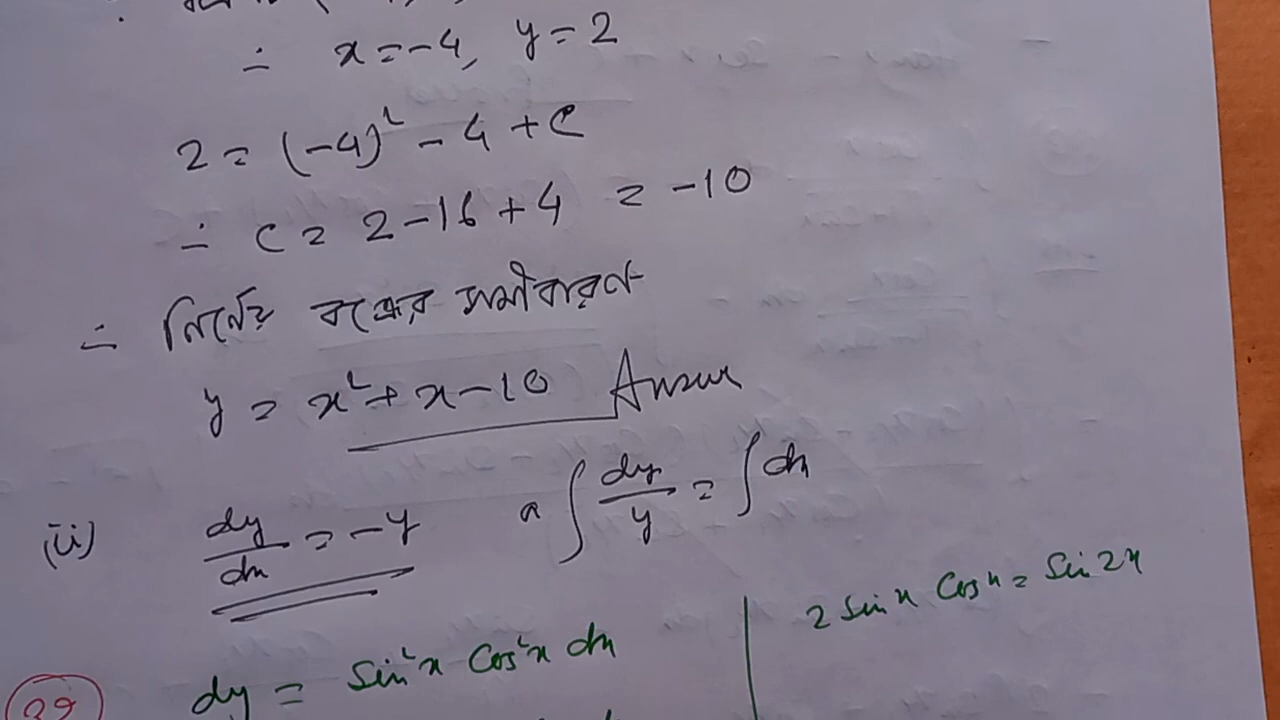 ∴ x = -4, y = 2
2 = (-4)² - 4 + c
∴ c = 2 - 16 + 4 = -10
∴ নির্ণেয় বক্রের সমীকরণ
y = x² + x - 10 Answer
(ii) dy/dx = -y a ∫ dy/y = ∫ dx
2 sin x cos x = sin 2x
dy = sin²x cos²x dx